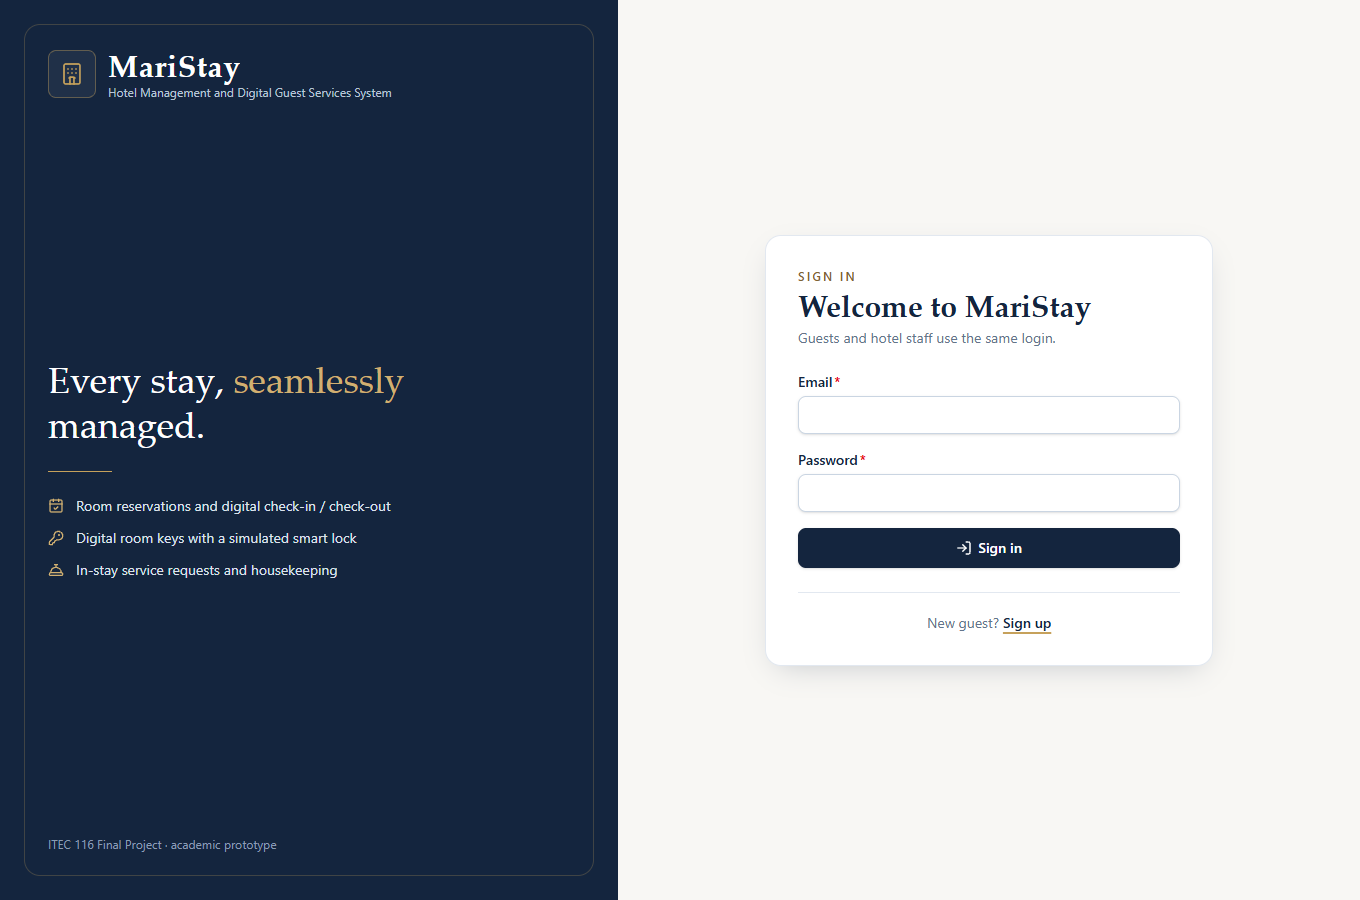 MariStay
Hotel Management and Digital Guest Services System
Every stay, seamlessly
managed.
Room reservations and digital check-in / check-out
Digital room keys with a simulated smart lock
In-stay service requests and housekeeping
ITEC 116 Final Project · academic prototype
SIGN IN
Welcome to MariStay
Guests and hotel staff use the same login.
Email *
Password *
Sign in
New guest? Sign up